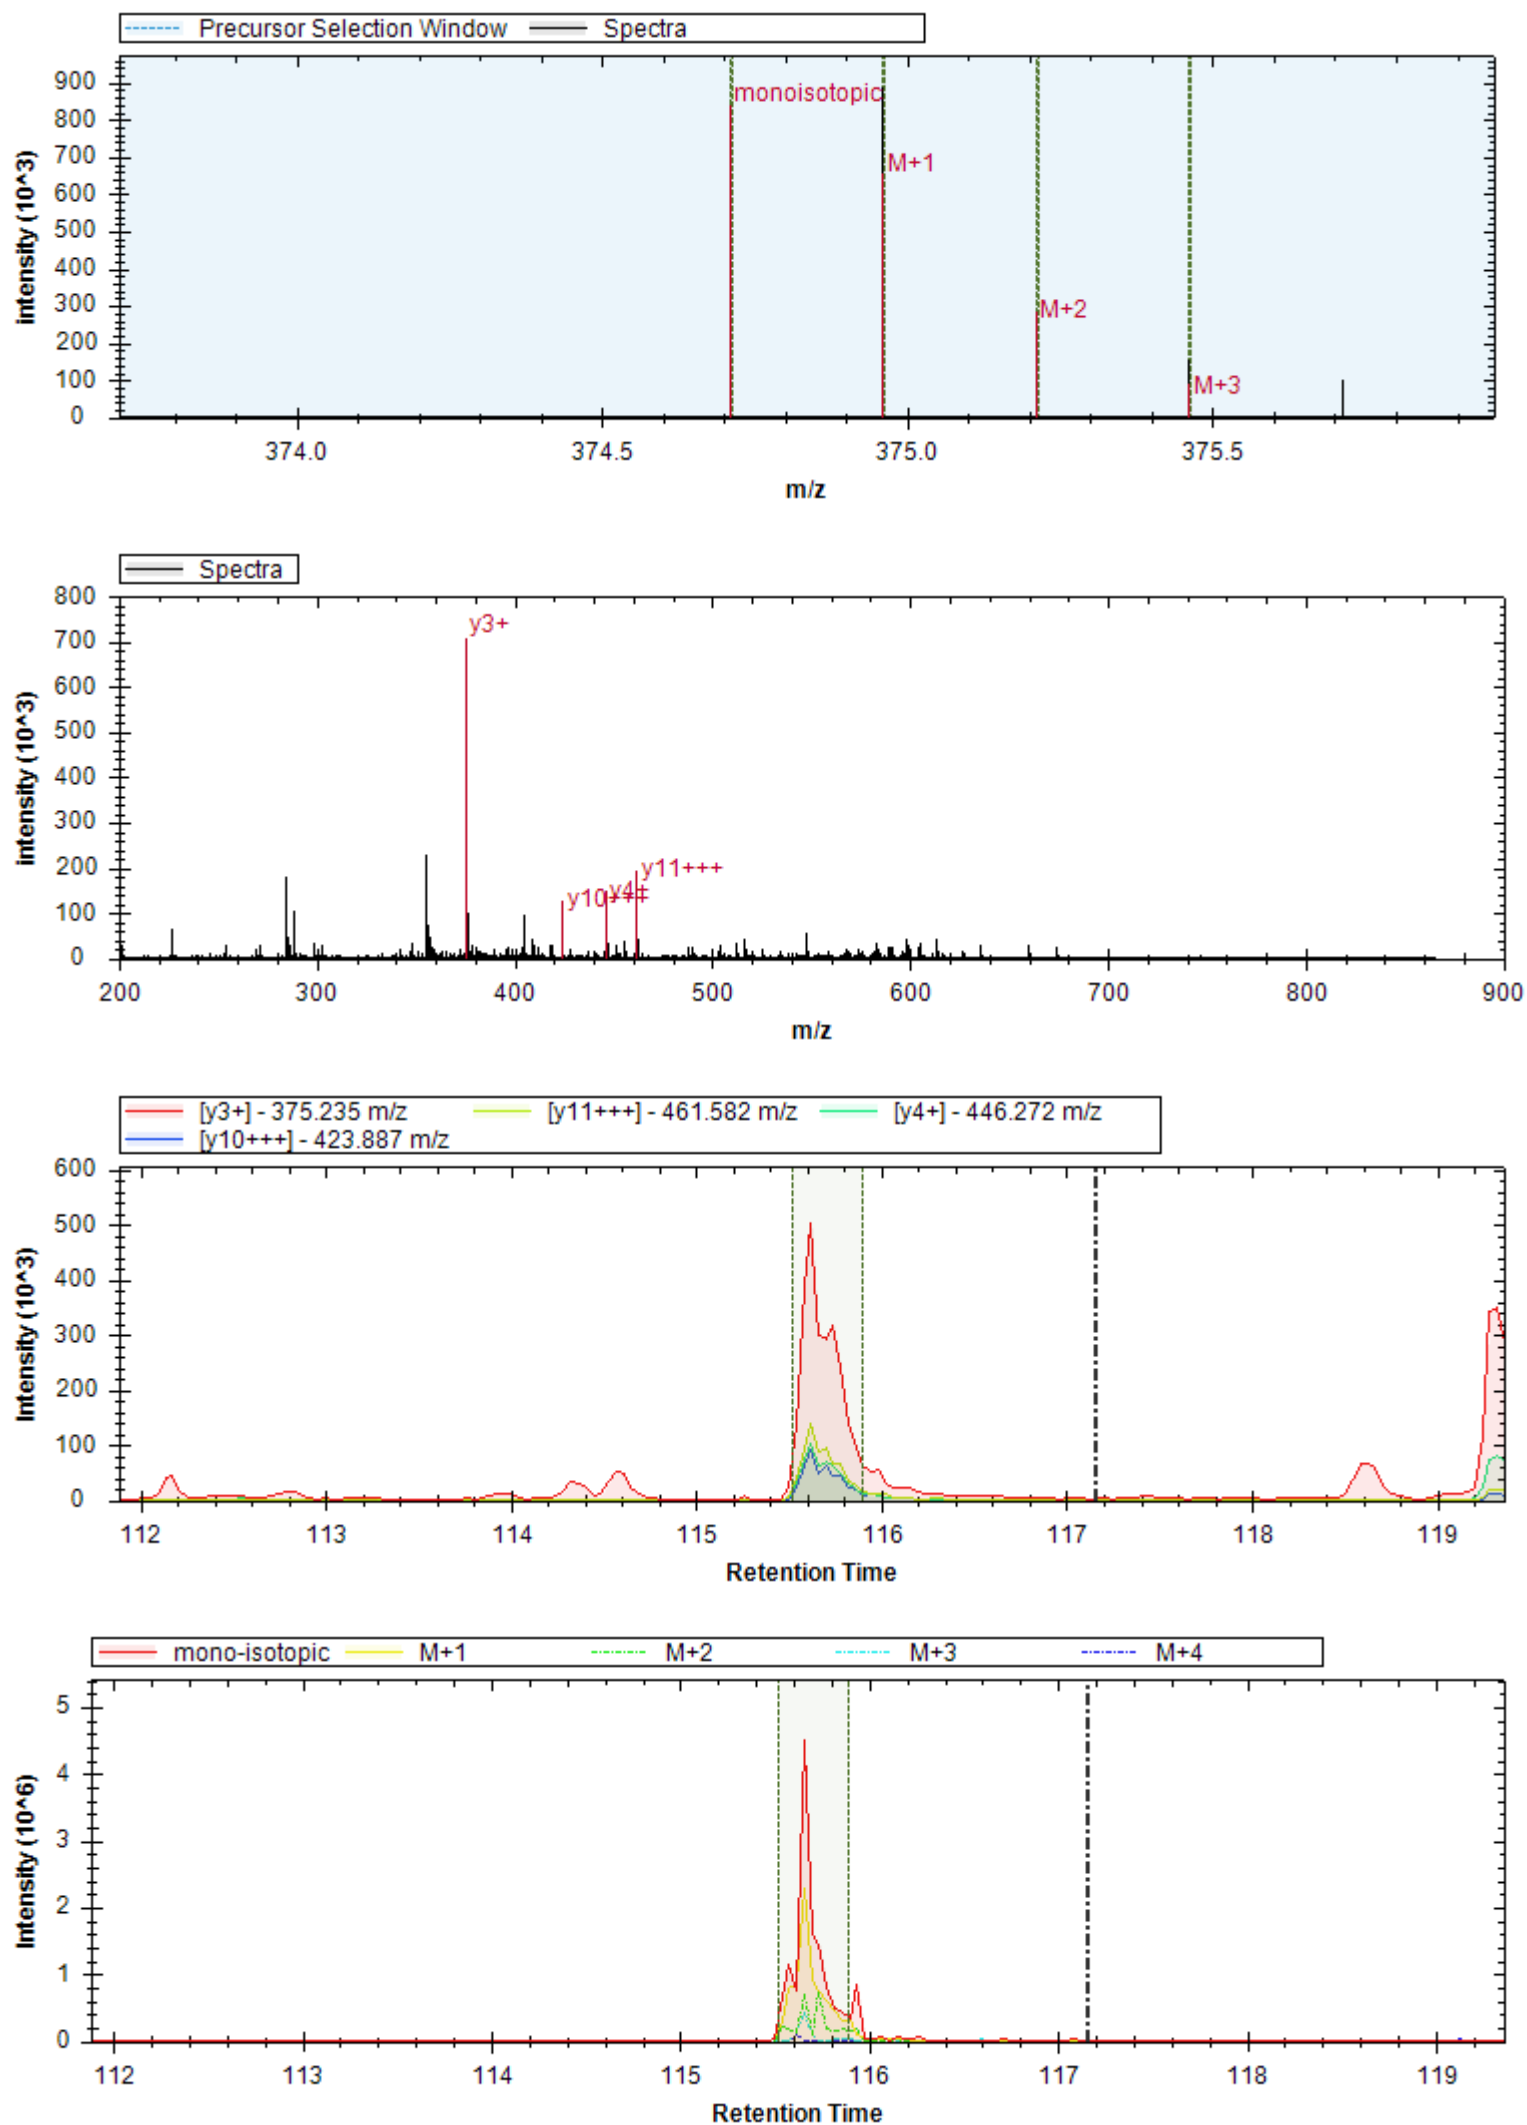 Precursor Selection Window Spectra
900
800
700
600
500
400
300
200
100
0
intensity (10^3)
monoisotopic
M+1
M+2
M+3
374.0 374.5 375.0 375.5
m/z
Spectra
800
700
600
500
400
300
200
100
0
intensity (10^3)
y3+
y11+++
y4+
y10+++
200 300 400 500 600 700 800 900
m/z
[y3+] - 375.235 m/z [y11+++] - 461.582 m/z [y4+] - 446.272 m/z
[y10+++] - 423.887 m/z
600
500
400
300
200
100
0
Intensity (10^3)
112 113 114 115 116 117 118 119
Retention Time
mono-isotopic M+1 M+2 M+3 M+4
5
4
3
2
1
0
Intensity (10^6)
112 113 114 115 116 117 118 119
Retention Time